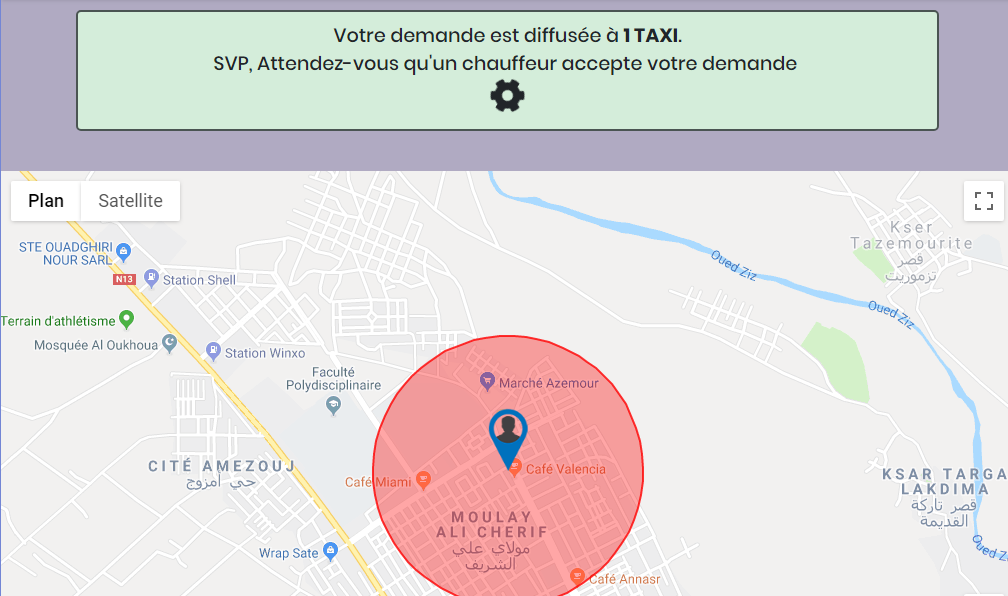 Votre demande est diffusée à 1 TAXI.
SVP, Attendez-vous qu'un chauffeur accepte votre demande
Plan
Satellite
Kser
Tazemourite
قصر
تزموريت
STE OUADGHIRI
NOUR SARL
Oued Ziz
N13
Station Shell
Oued Ziz
Terrain d'athlétisme
Mosquée Al Oukhoua
Station Winxo
Faculté
Polydisciplinaire
Marché Azemour
CITÉ AMEZOUJ
حي امزوج
Café Valencia
Café Miami
KSAR TARGA
LAKDIMA
قصر تاركة
القديمة
MOULAY
ALI CHERIF
مولاي علي
الشريف
Oued Z
Wrap Sate
Café Annasr